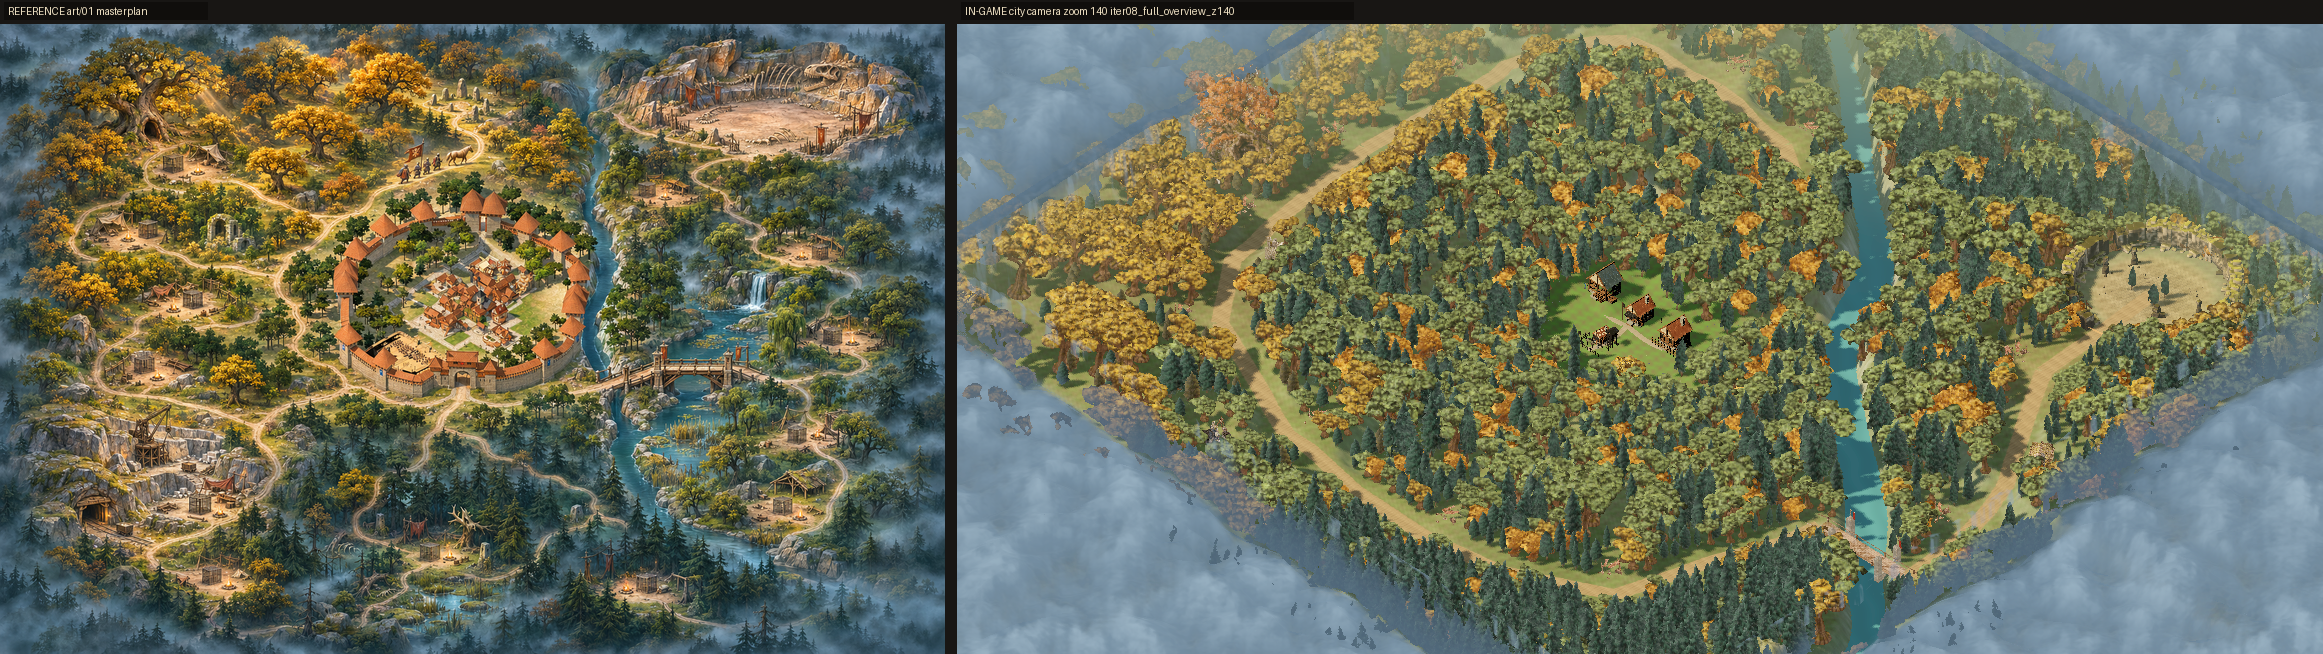 REFERENCE art/01 masterplan
IN-GAME city camera zoom 140 iter08_full_overview_z140